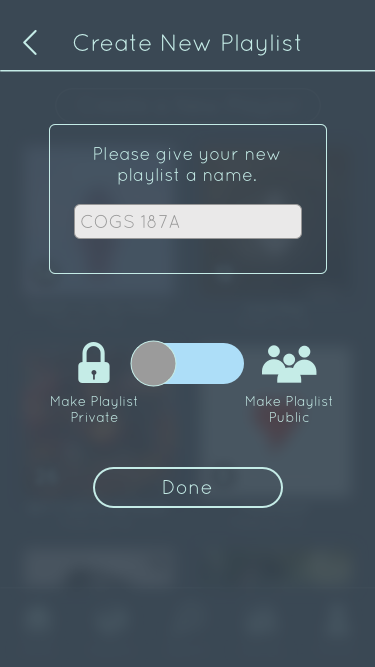 Create New Playlist
Please give your new
playlist a name.
COGS 187A
Make Playlist
Private
Make Playlist
Public
Done